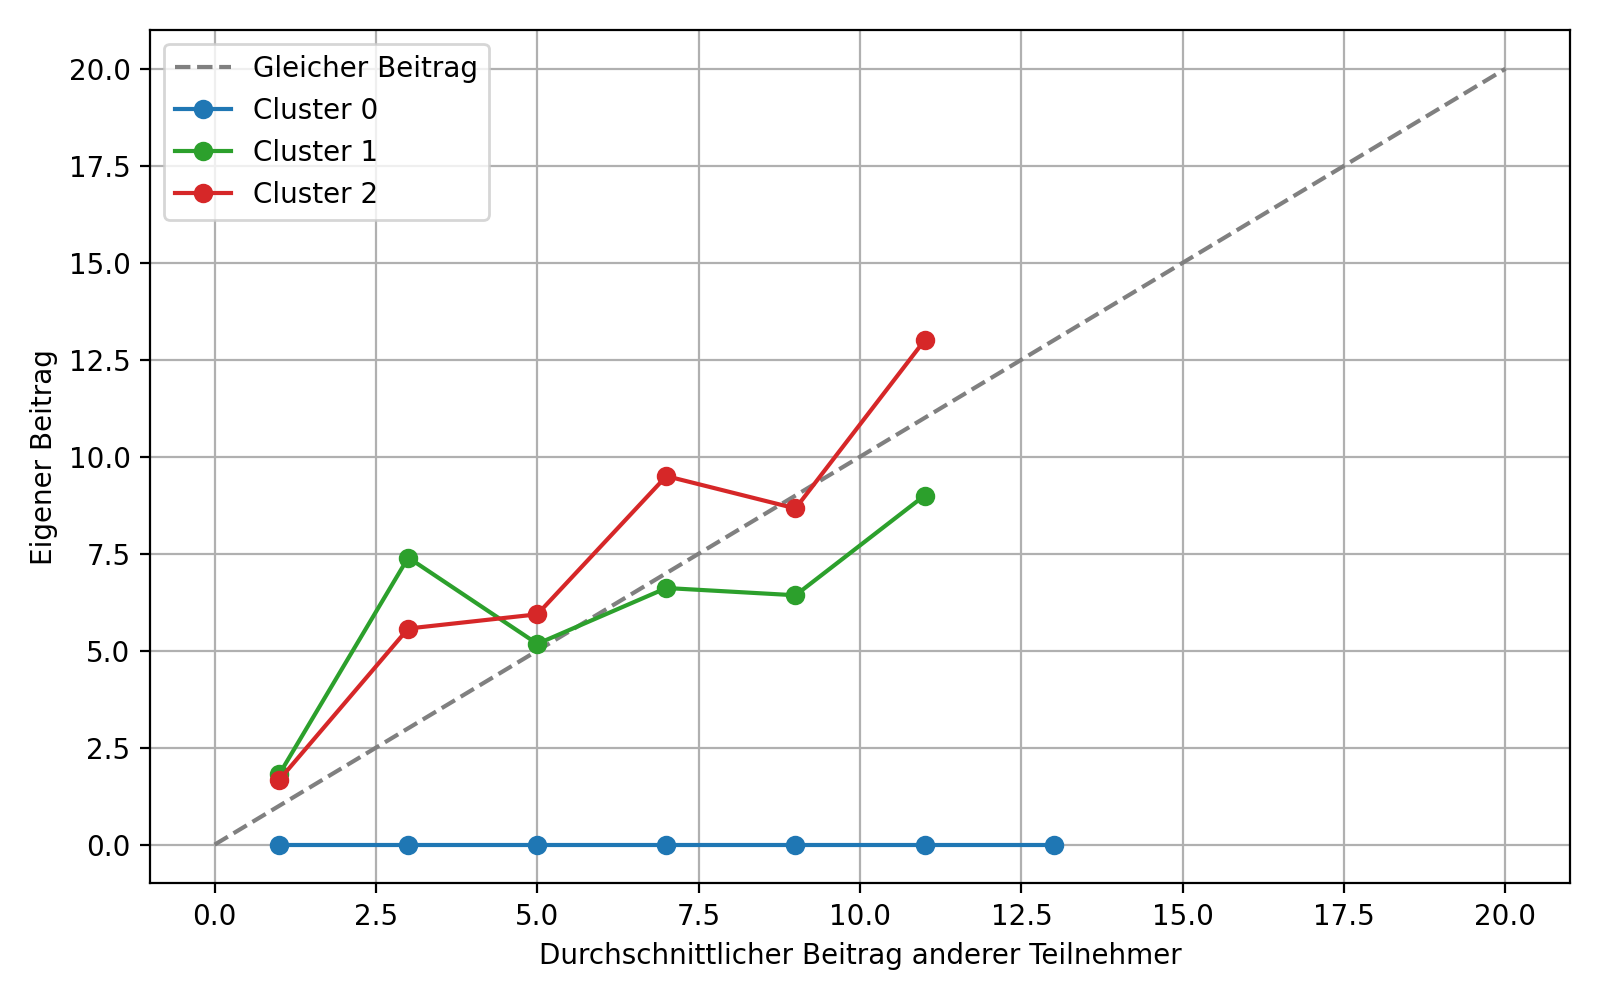 Gleicher Beitrag
Cluster 0
Cluster 1
Cluster 2
Eigener Beitrag
20.0
17.5
15.0
12.5
10.0
7.5
5.0
2.5
0.0
0.0 2.5 5.0 7.5 10.0 12.5 15.0 17.5 20.0
Durchschnittlicher Beitrag anderer Teilnehmer